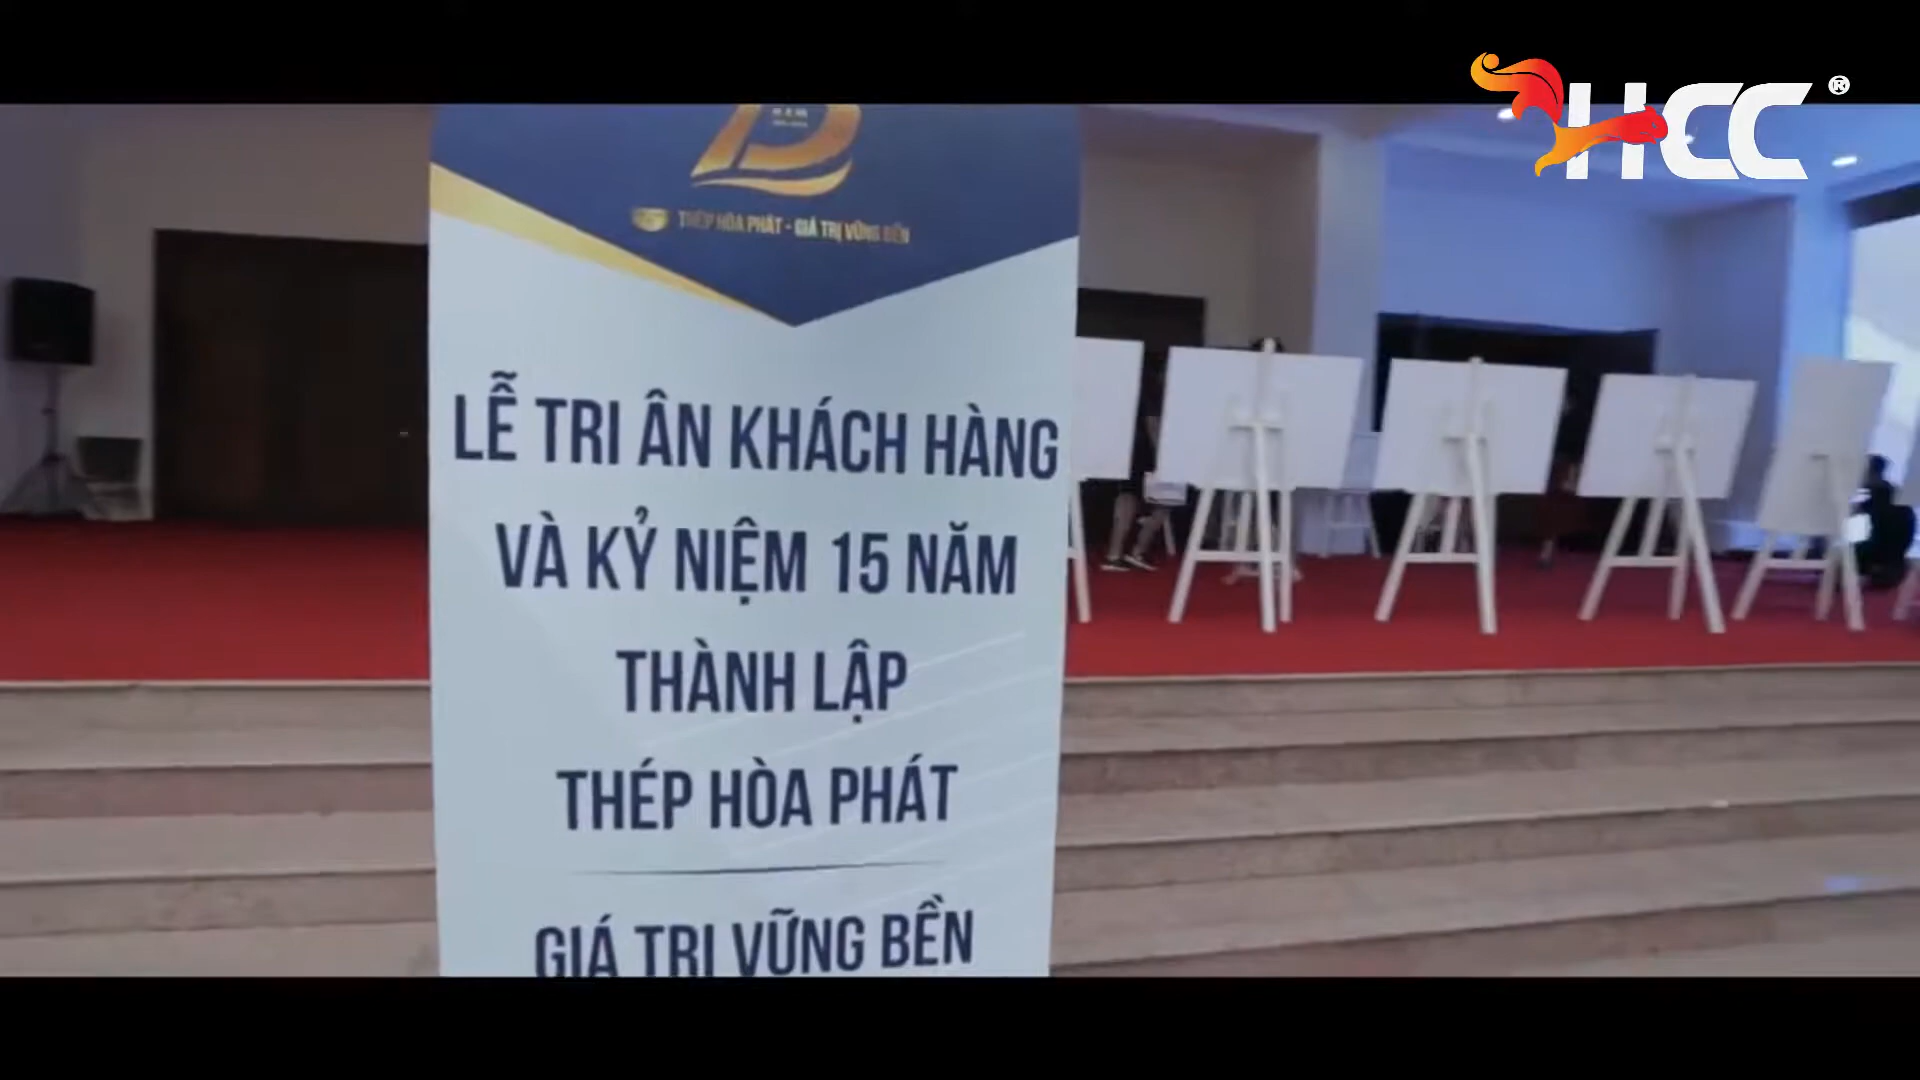 HCC ®
THÉP HÒA PHÁT - GIÁ TRỊ VỮNG BỀN
LỄ TRI ÂN KHÁCH HÀNG
VÀ KỶ NIỆM 15 NĂM
THÀNH LẬP
THÉP HÒA PHÁT
GIÁ TRỊ VỮNG BỀN